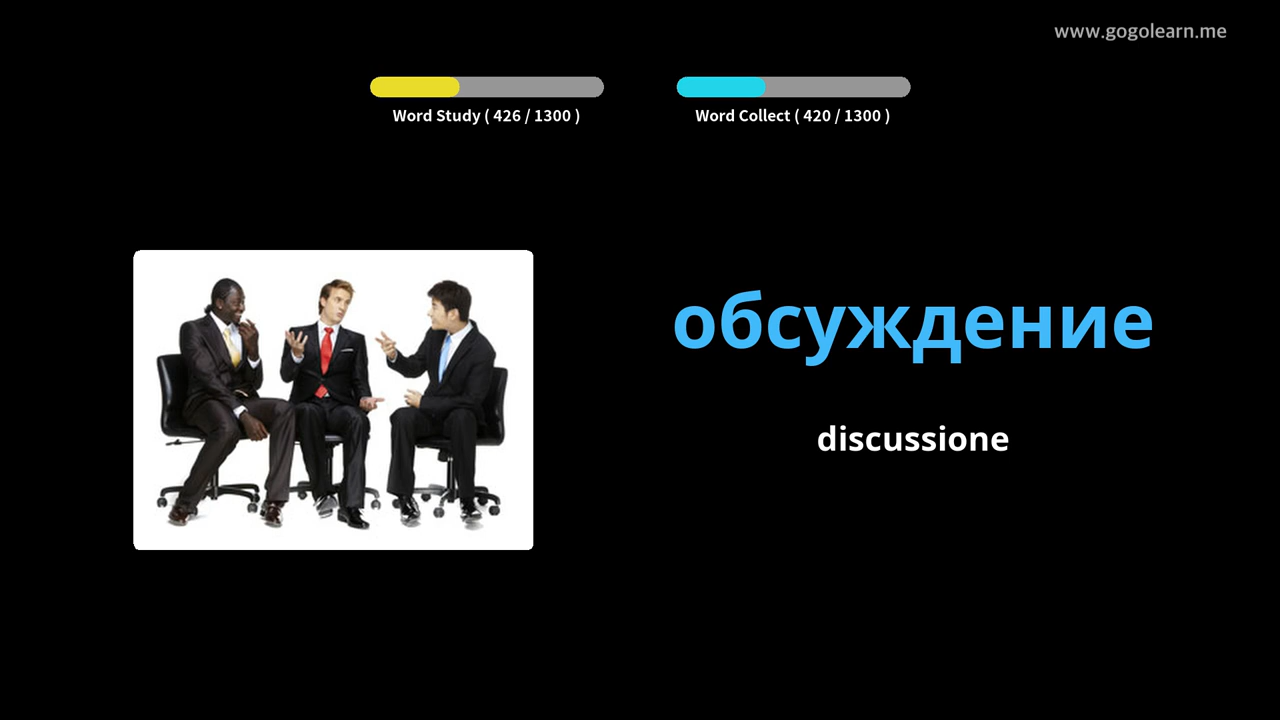 www.gogolearn.me
Word Study ( 426 / 1300 )
Word Collect ( 420 / 1300 )
обсуждение
discussione